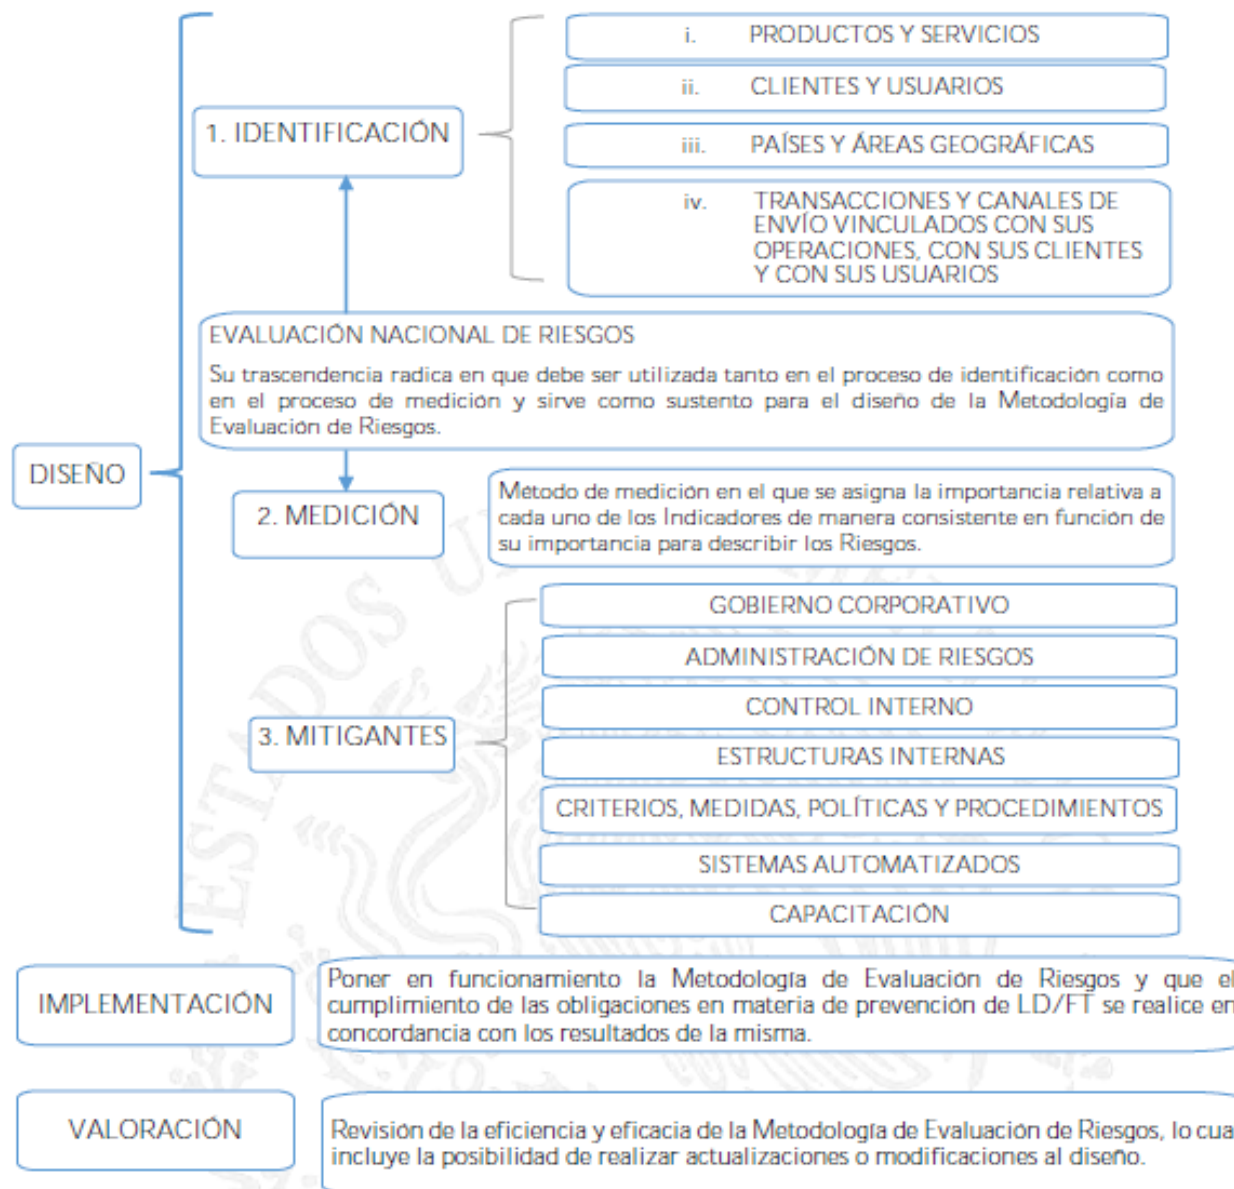 i. PRODUCTOS Y SERVICIOS
ii. CLIENTES Y USUARIOS
1. IDENTIFICACIÓN
iii. PAÍSES Y ÁREAS GEOGRÁFICAS
iv. TRANSACCIONES Y CANALES DE
ENVÍO VINCULADOS CON SUS
OPERACIONES, CON SUS CLIENTES
Y CON SUS USUARIOS
EVALUACIÓN NACIONAL DE RIESGOS
Su trascendencia radica en que debe ser utilizada tanto en el proceso de identificación como
en el proceso de medición y sirve como sustento para el diseño de la Metodología de
Evaluación de Riesgos.
DISEÑO
2. MEDICIÓN
Método de medición en el que se asigna la importancia relativa a
cada uno de los Indicadores de manera consistente en función de
su importancia para describir los Riesgos.
GOBIERNO CORPORATIVO
ADMINISTRACIÓN DE RIESGOS
CONTROL INTERNO
3. MITIGANTES
ESTRUCTURAS INTERNAS
CRITERIOS, MEDIDAS, POLÍTICAS Y PROCEDIMIENTOS
SISTEMAS AUTOMATIZADOS
CAPACITACIÓN
IMPLEMENTACIÓN
Poner en funcionamiento la Metodología de Evaluación de Riesgos y que el
cumplimiento de las obligaciones en materia de prevención de LD/FT se realice en
concordancia con los resultados de la misma.
VALORACIÓN
Revisión de la eficiencia y eficacia de la Metodología de Evaluación de Riesgos, lo cua
incluye la posibilidad de realizar actualizaciones o modificaciones al diseño.
ESTADOS U